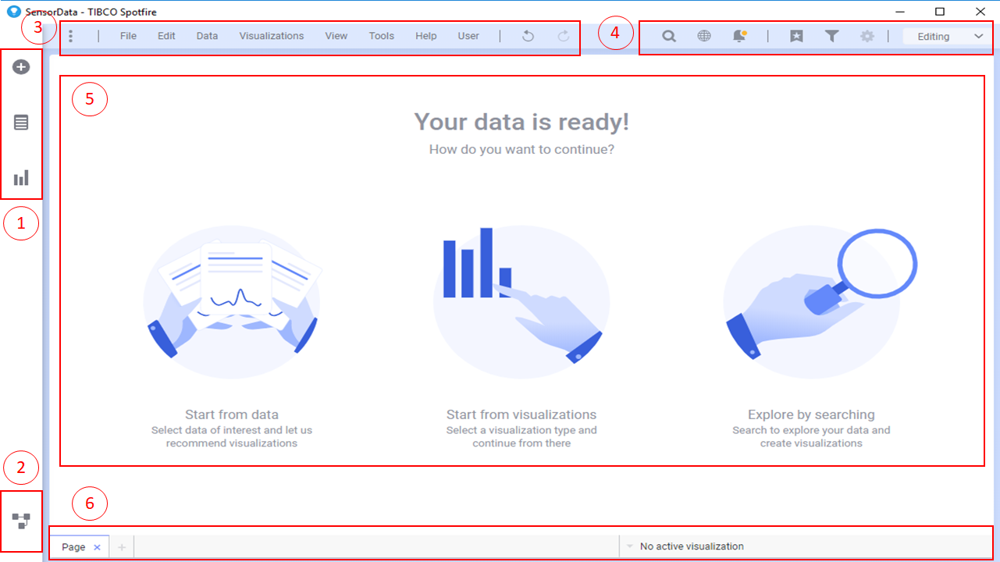 SensorData - TIBCO Spotfire
3
File Edit Data Visualizations View Tools Help User
4
Editing
5
Your data is ready!
How do you want to continue?
1
Start from data
Select data of interest and let us
recommend visualizations
Start from visualizations
Select a visualization type and
continue from there
Explore by searching
Search to explore your data and
create visualizations
2
6
Page
No active visualization